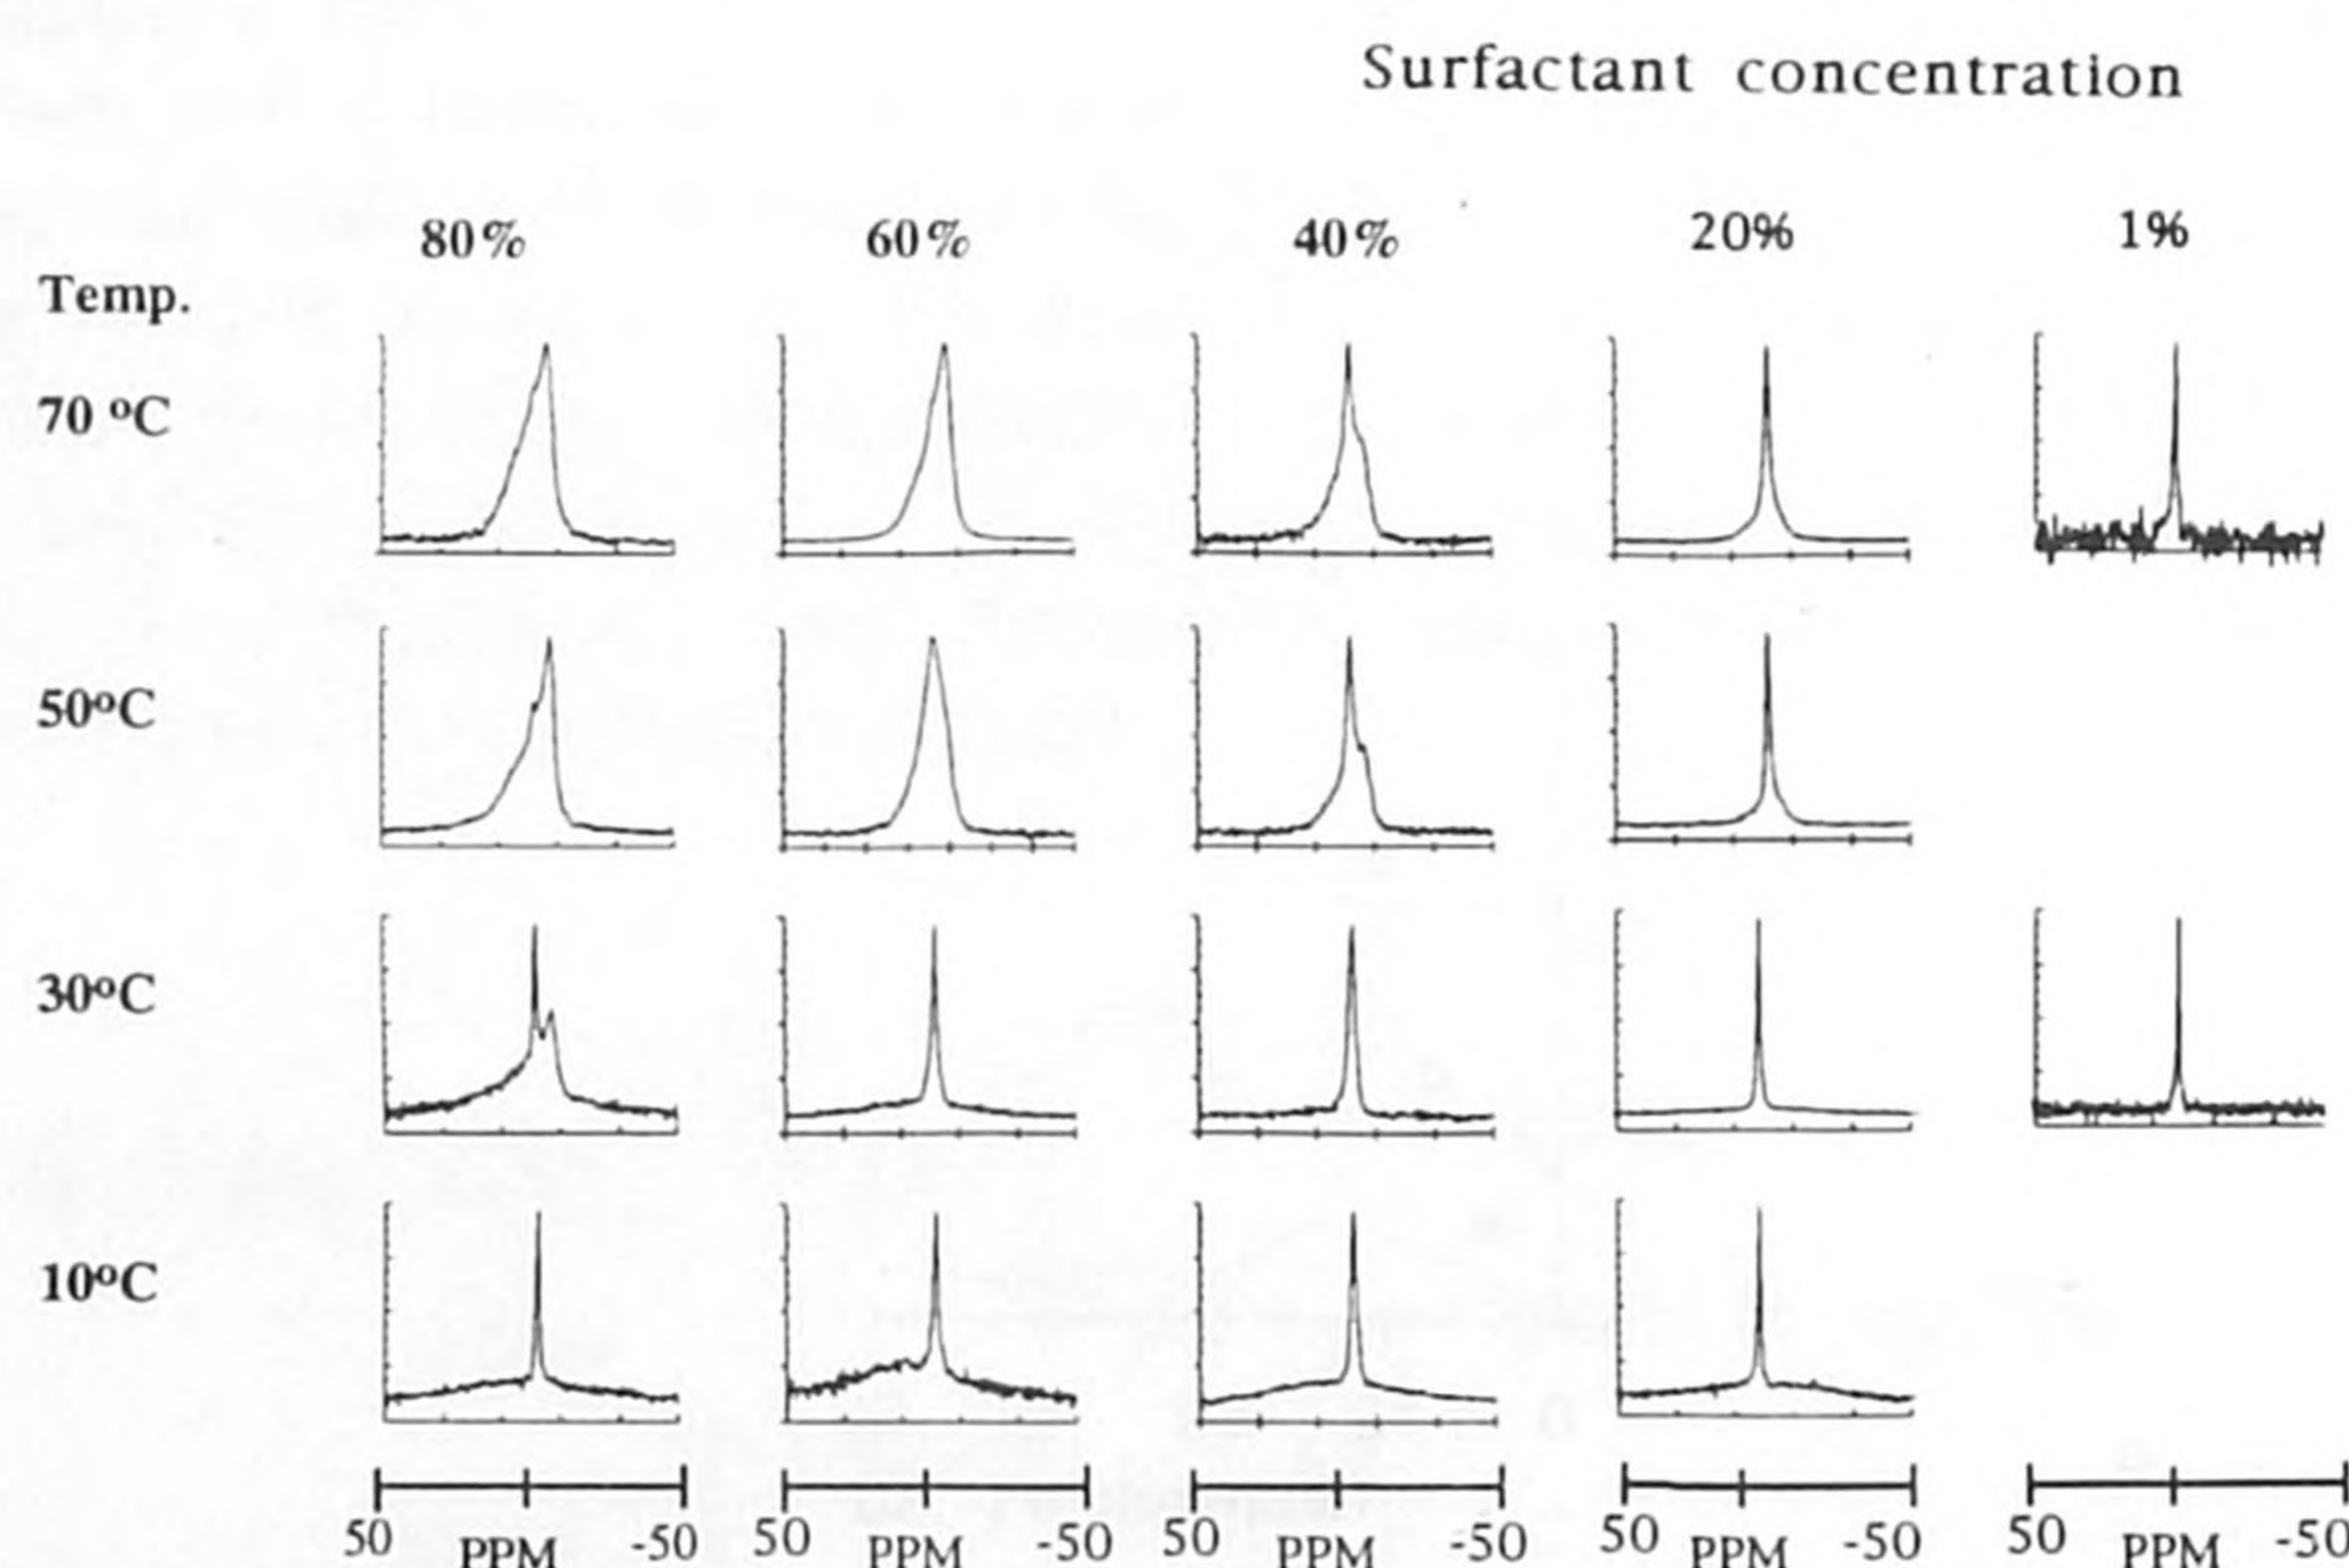 Surfactant concentration
80% 60% 40% 20% 1%
Temp.
70 °C
50°C
30°C
10°C
50 PPM -50 50 PPM -50 50 PPM -50 50 PPM -50 50 PPM -50